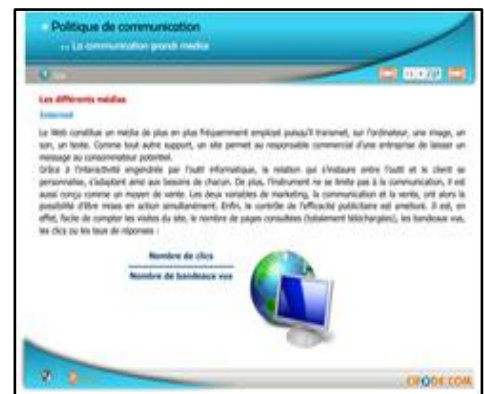 Politique de communication
La communication grands medias
Les différents médias
Internet
Le Web constitue un média de plus en plus fréquemment employé puisqu'il transmet, sur l'ordinateur, une image, un
son, un texte. Comme tout autre support, un site permet au responsable commercial d'une entreprise de laisser un
message au consommateur potentiel.
Grâce à l'interactivité engendrée par l'outil informatique, la relation qui s'instaure entre l'outil et le client se
personnalise, s'adaptant ainsi aux besoins de chacun. De plus, l'instrument ne se limite pas à la communication, il est
aussi conçu comme un moyen de vente. Les deux variables de marketing, la communication et la vente, ont alors la
possibilité d'être mises en action simultanément. Enfin, le contrôle de l'efficacité publicitaire est amélioré. Il est, en
effet, facile de compter les visites du site, le nombre de pages consultées (totalement téléchargées), les bandeaux vus,
les clics ou les taux de réponses :
Nombre de clics
Nombre de bandeaux vus